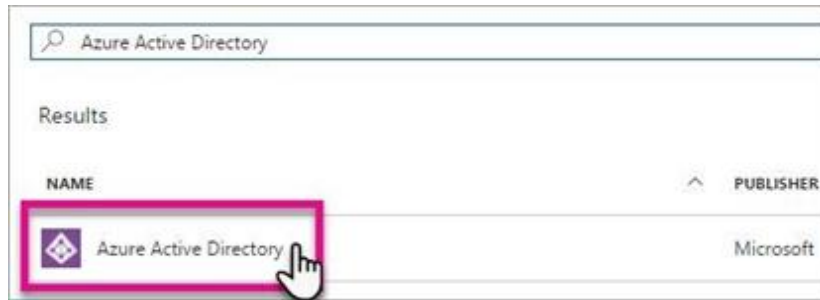 Azure Active Directory
Results
NAME PUBLISHER
Azure Active Directory Microsoft